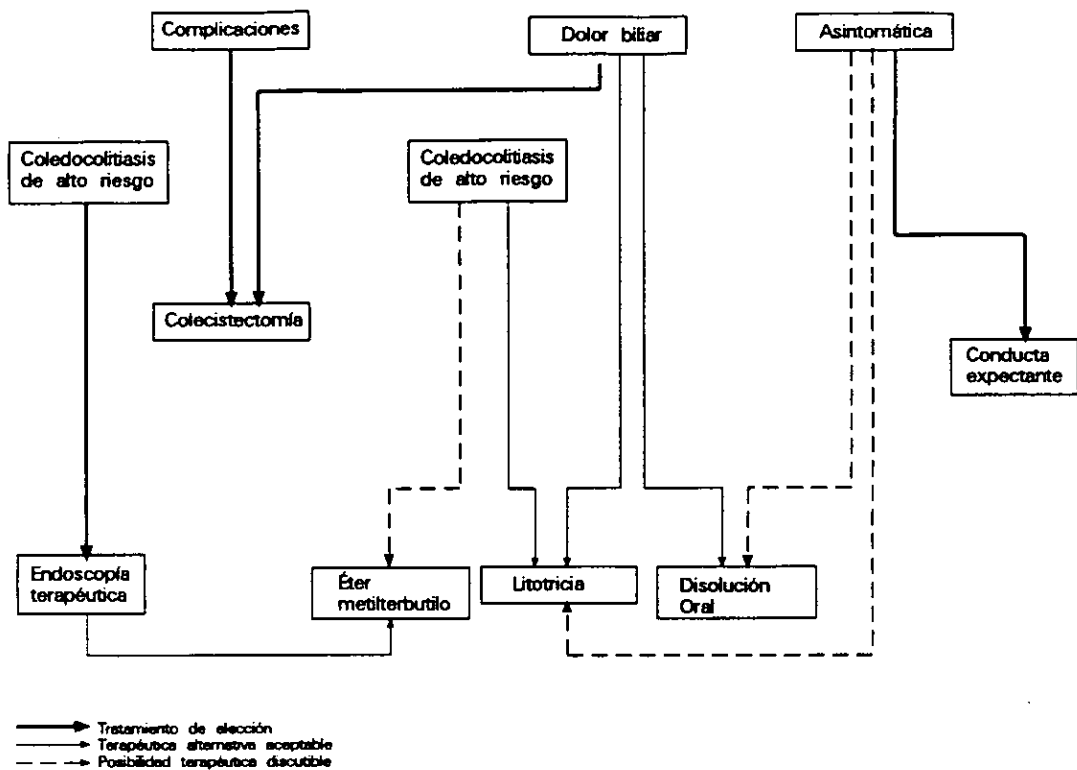 Complicaciones
Dolor biliar
Asintomática
Coledocolitiasis
de alto riesgo
Coledocolitiasis
de alto riesgo
Colecistectomía
Conducta
expectante
Endoscopía
terapéutica
Éter
metilterbutilo
Litotricia
Disolución
Oral
Tratamiento de elección
Terapéutica alternativa aceptable
Posibilidad terapéutica discutible